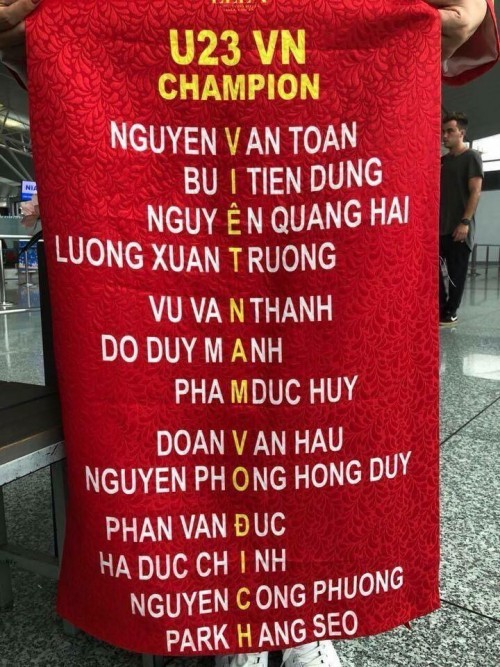 U23 VN
CHAMPION
NGUYEN VAN TOAN
BUI TIEN DUNG
NGUYÊN QUANG HAI
LUONG XUAN TRUONG
VU VAN THANH
DO DUY MANH
PHAM DUC HUY
DOAN VAN HAU
NGUYEN PHONG HONG DUY
PHAN VAN ĐUC
HA DUC CHINH
NGUYEN CONG PHUONG
PARK HANG SEO
NIA